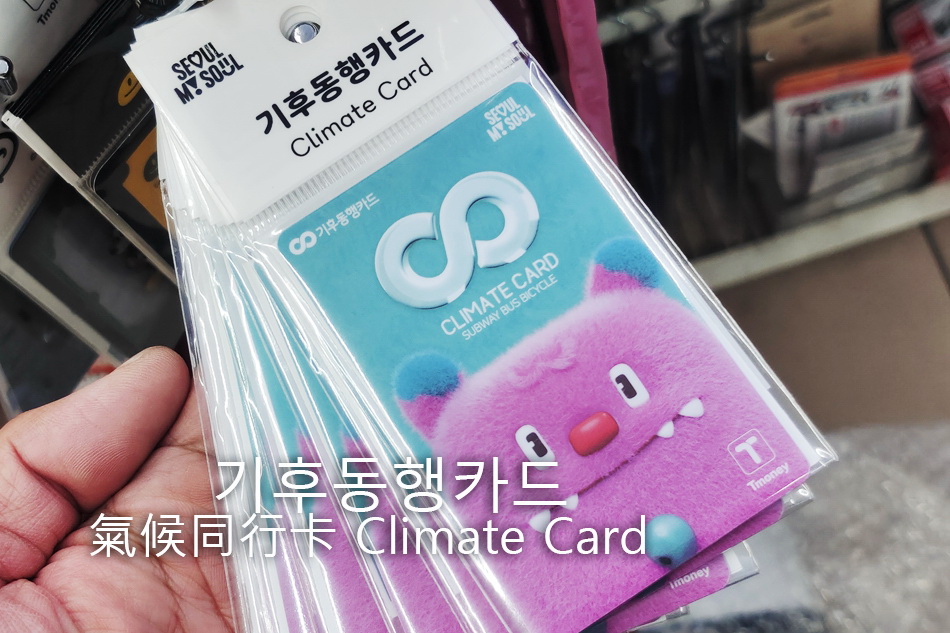 SEOUL
MY SOUL
기후동행카드
Climate Card
SEOUL
MY SOUL
기후동행카드
CLIMATE CARD
SUBWAY BUS BICYCLE
T
Tmoney
기후동행카드
氣候同行卡 Climate Card
Tmoney